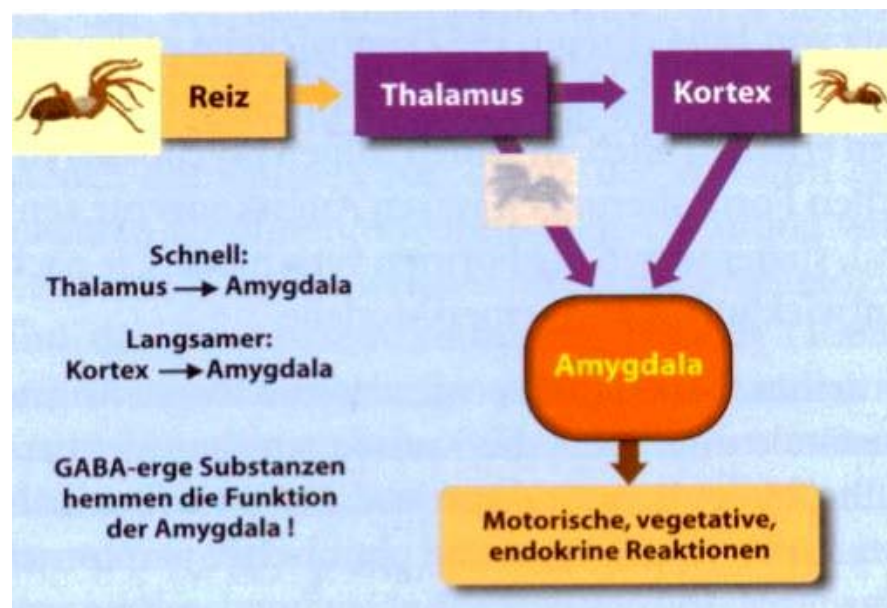 Reiz
Thalamus
Kortex
Schnell:
Thalamus → Amygdala
Langsamer:
Kortex → Amygdala
Amygdala
GABA-erge Substanzen
hemmen die Funktion
der Amygdala !
Motorische, vegetative,
endokrine Reaktionen